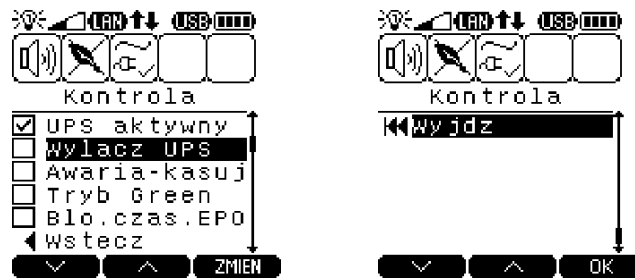 LAN USB
Kontrola
UPS aktywny
Wylacz UPS
Awaria-kasuj
Tryb Green
Blo.czas.EPO
Wstecz
ZMIEN
LAN USB
Kontrola
Wyjdz
OK